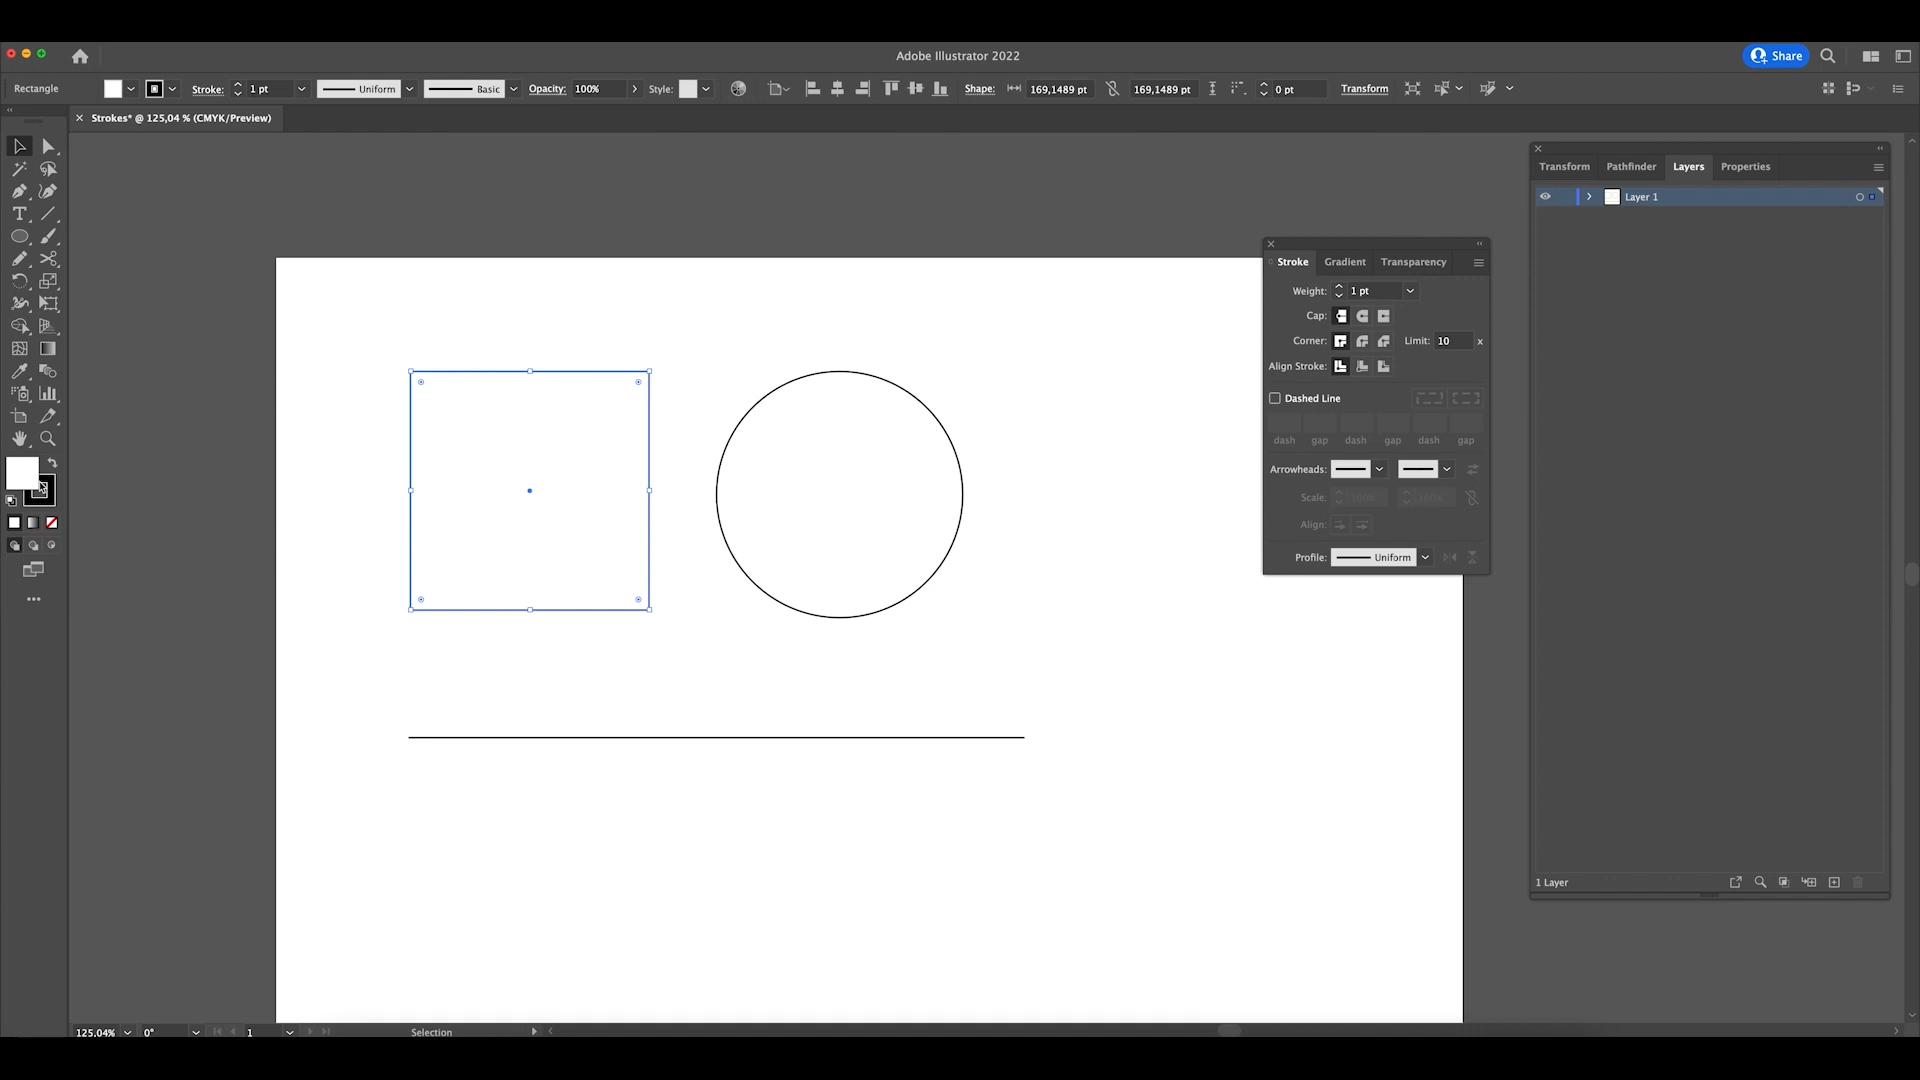 Adobe Illustrator 2022
Share
Rectangle
Stroke: 1 pt
Uniform
Basic
Opacity: 100%
Style:
Shape: 169,1489 pt
169,1489 pt
0 pt
Transform
Strokes* @ 125,04 % (CMYK/Preview)
Transform Pathfinder Layers Properties
Layer 1
Stroke Gradient Transparency
Weight: 1 pt
Cap:
Corner: Limit: 10 x
Align Stroke:
Dashed Line
dash gap dash gap dash gap
Arrowheads:
Scale: 100% 100%
Align:
Profile: Uniform
1 Layer
125,04% 0° 1 Selection